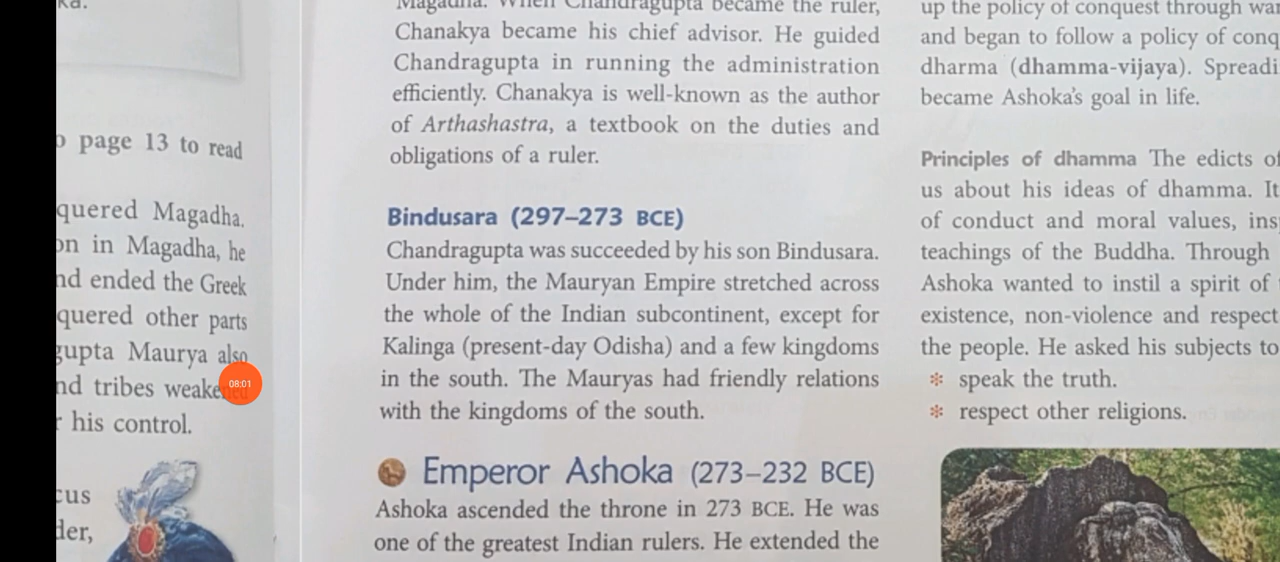 page 13 to read
quered Magadha.
in Magadha, he
ended the Greek
quered other parts
gupta Maurya also
tribes
his control.
Magadha. When Chandragupta became the ruler,
Chanakya became his chief advisor. He guided
Chandragupta in running the administration
efficiently. Chanakya is well-known as the author
of Arthashastra, a textbook on the duties and
obligations of a ruler.
Bindusara (297–273 BCE)
Chandragupta was succeeded by his son Bindusara.
Under him, the Mauryan Empire stretched across
the whole of the Indian subcontinent, except for
Kalinga (present-day Odisha) and a few kingdoms
in the south. The Mauryas had friendly relations
with the kingdoms of the south.
Emperor Ashoka (273–232 BCE)
Ashoka ascended the throne in 273 BCE. He was
one of the greatest Indian rulers. He extended the
up the policy of conquest through war
and began to follow a policy of conq
dharma (dhamma-vijaya). Spreadi
became Ashoka's goal in life.
Principles of dhamma The edicts of
us about his ideas of dhamma. It
of conduct and moral values, ins
teachings of the Buddha. Through
Ashoka wanted to instil a spirit of
existence, non-violence and respect
the people. He asked his subjects to
* speak the truth.
* respect other religions.
08:01